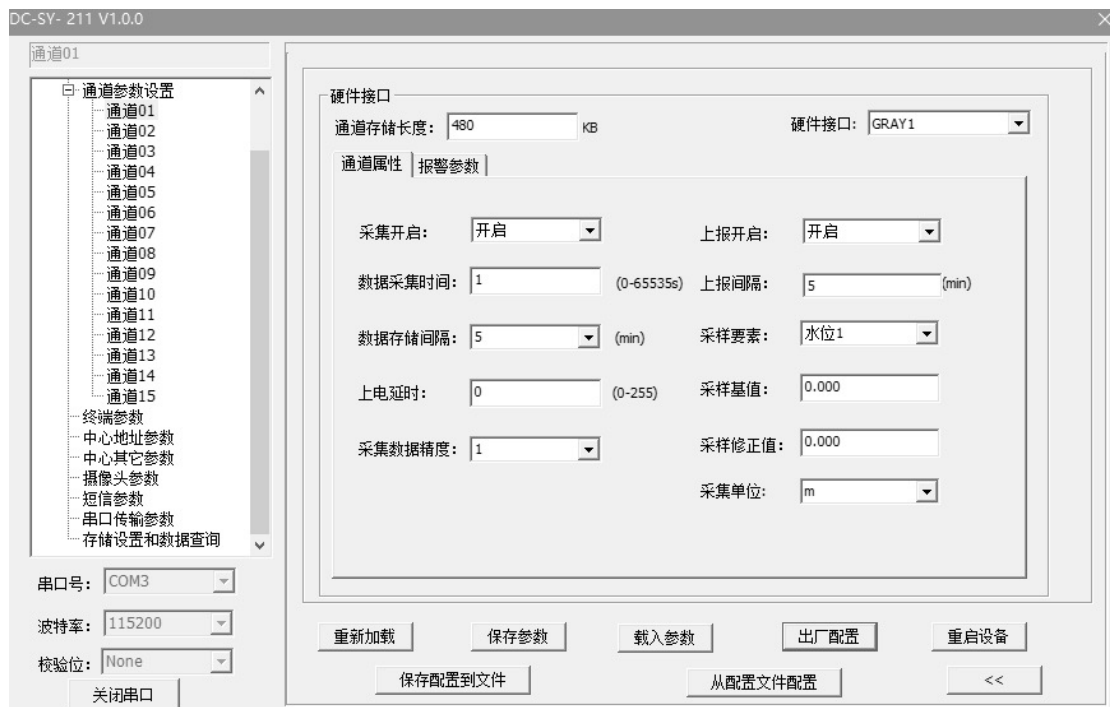 DC-SY- 211 V1.0.0
通道01
通道参数设置
通道01
通道02
通道03
通道04
通道05
通道06
通道07
通道08
通道09
通道10
通道11
通道12
通道13
通道14
通道15
终端参数
中心地址参数
中心其它参数
摄像头参数
短信参数
串口传输参数
存储设置和数据查询
串口号: COM3
波特率: 115200
校验位: None
关闭串口
硬件接口
通道存储长度: 480 KB 硬件接口: GRAY1
通道属性 报警参数
采集开启: 开启 上报开启: 开启
数据采集时间: 1 (0-65535s) 上报间隔: 5 (min)
数据存储间隔: 5 (min) 采样要素: 水位1
上电延时: 0 (0-255) 采样基值: 0.000
采集数据精度: 1 采样修正值: 0.000
采集单位: m
重新加载 保存参数 载入参数 出厂配置 重启设备
保存配置到文件 从配置文件配置 <<